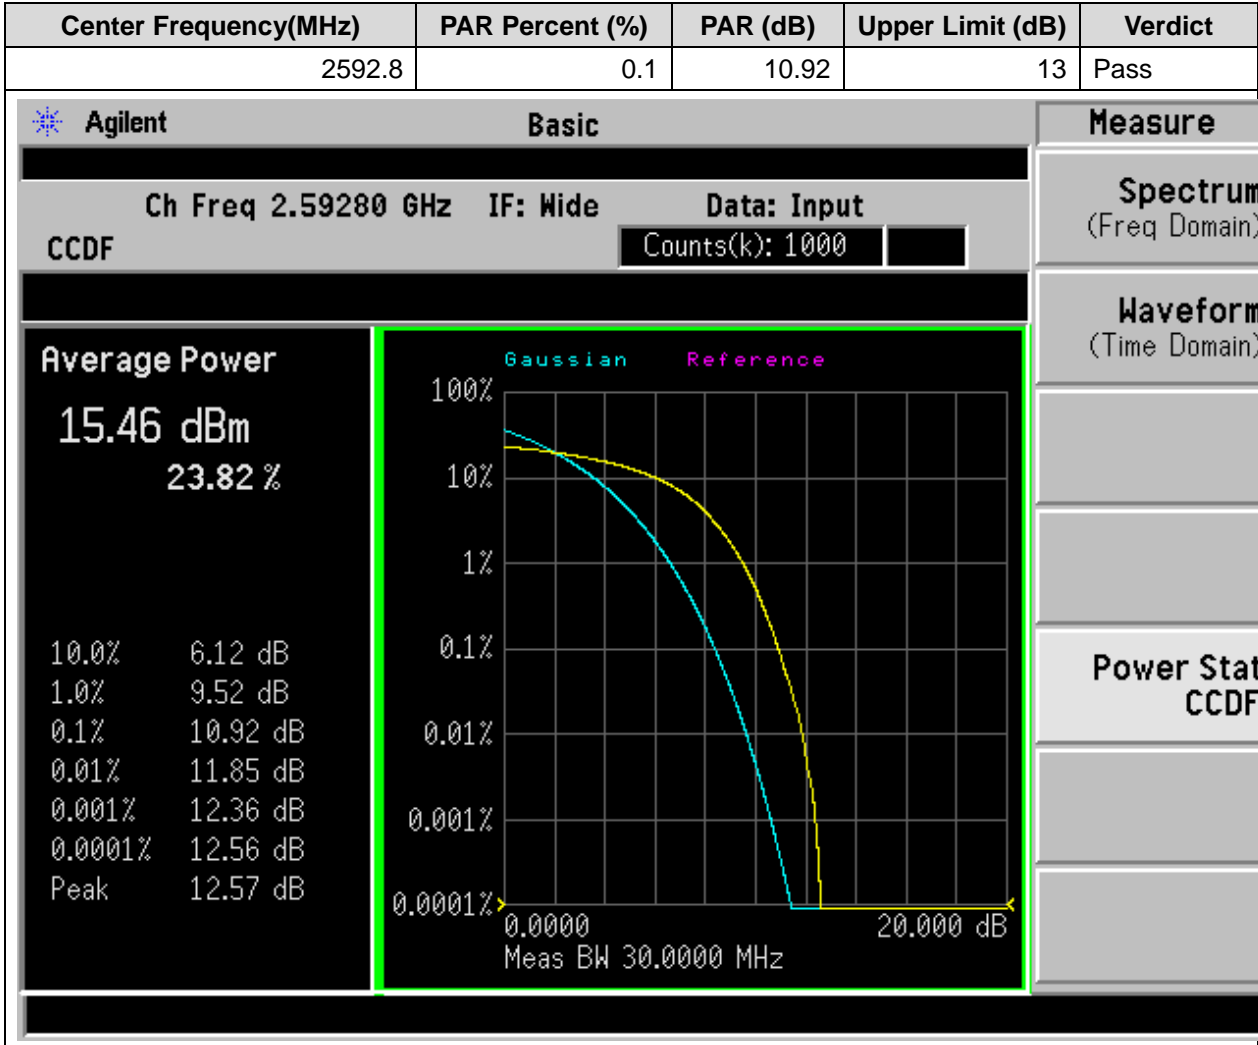 Center Frequency(MHz) PAR Percent (%) PAR (dB) Upper Limit (dB) Verdict
2592.8 0.1 10.92 13 Pass
Agilent Basic Measure
Ch Freq 2.59280 GHz IF: Wide Data: Input
CCDF Counts(k): 1000
Spectrum
(Freq Domain)
Waveform
(Time Domain)
Power Stat
CCDF
Average Power
15.46 dBm
23.82 %
10.0% 6.12 dB
1.0% 9.52 dB
0.1% 10.92 dB
0.01% 11.85 dB
0.001% 12.36 dB
0.0001% 12.56 dB
Peak 12.57 dB
Gaussian Reference
100%
10%
1%
0.1%
0.01%
0.001%
0.0001%
0.0000 20.000 dB
Meas BW 30.0000 MHz